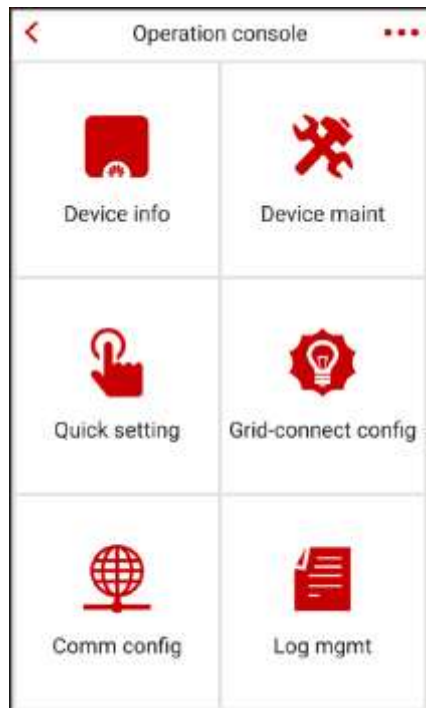 Operation console
Device info
Device maint
Quick setting
Grid-connect config
Comm config
Log mgmt